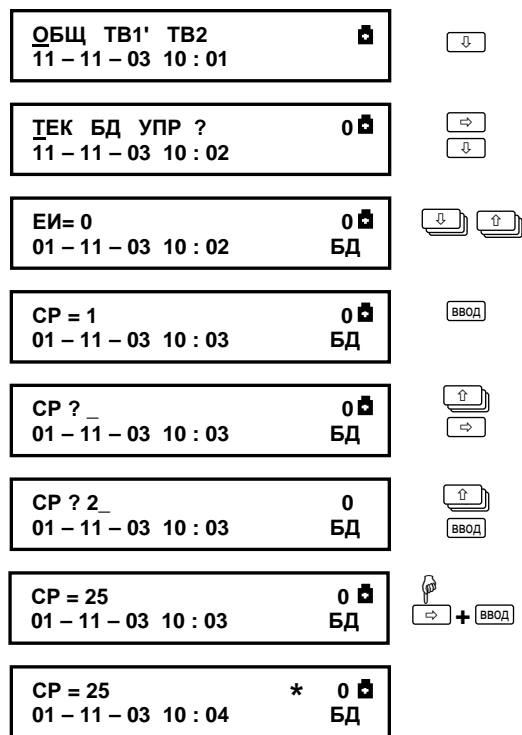 ОБЩ ТВ1' ТВ2
11 – 11 – 03 10 : 01
ТЕК БД УПР ? 0
11 – 11 – 03 10 : 02
ЕИ= 0 0
01 – 11 – 03 10 : 02 БД
СР = 1 0
01 – 11 – 03 10 : 03 БД
ВВОД
СР ? _ 0
01 – 11 – 03 10 : 03 БД
СР ? 2_ 0
01 – 11 – 03 10 : 03 БД
ВВОД
СР = 25 0
01 – 11 – 03 10 : 03 БД
+ ВВОД
СР = 25 * 0
01 – 11 – 03 10 : 04 БД